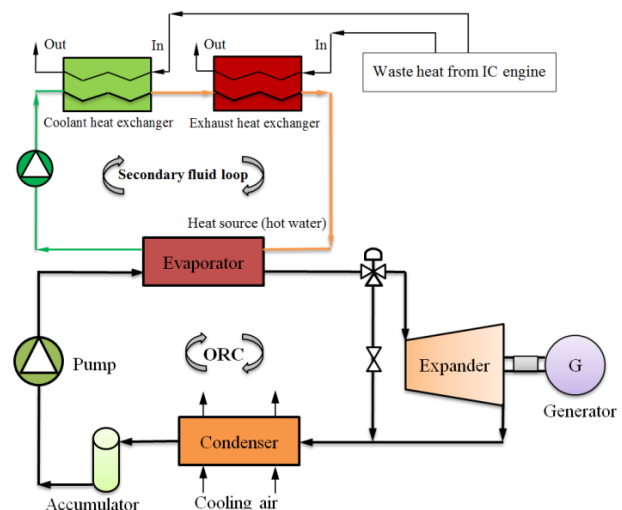 Out
In
Out
In
Waste heat from IC engine
Coolant heat exchanger
Exhaust heat exchanger
Secondary fluid loop
Heat source (hot water)
Evaporator
Pump
ORC
Expander
G
Generator
Condenser
Accumulator
Cooling air